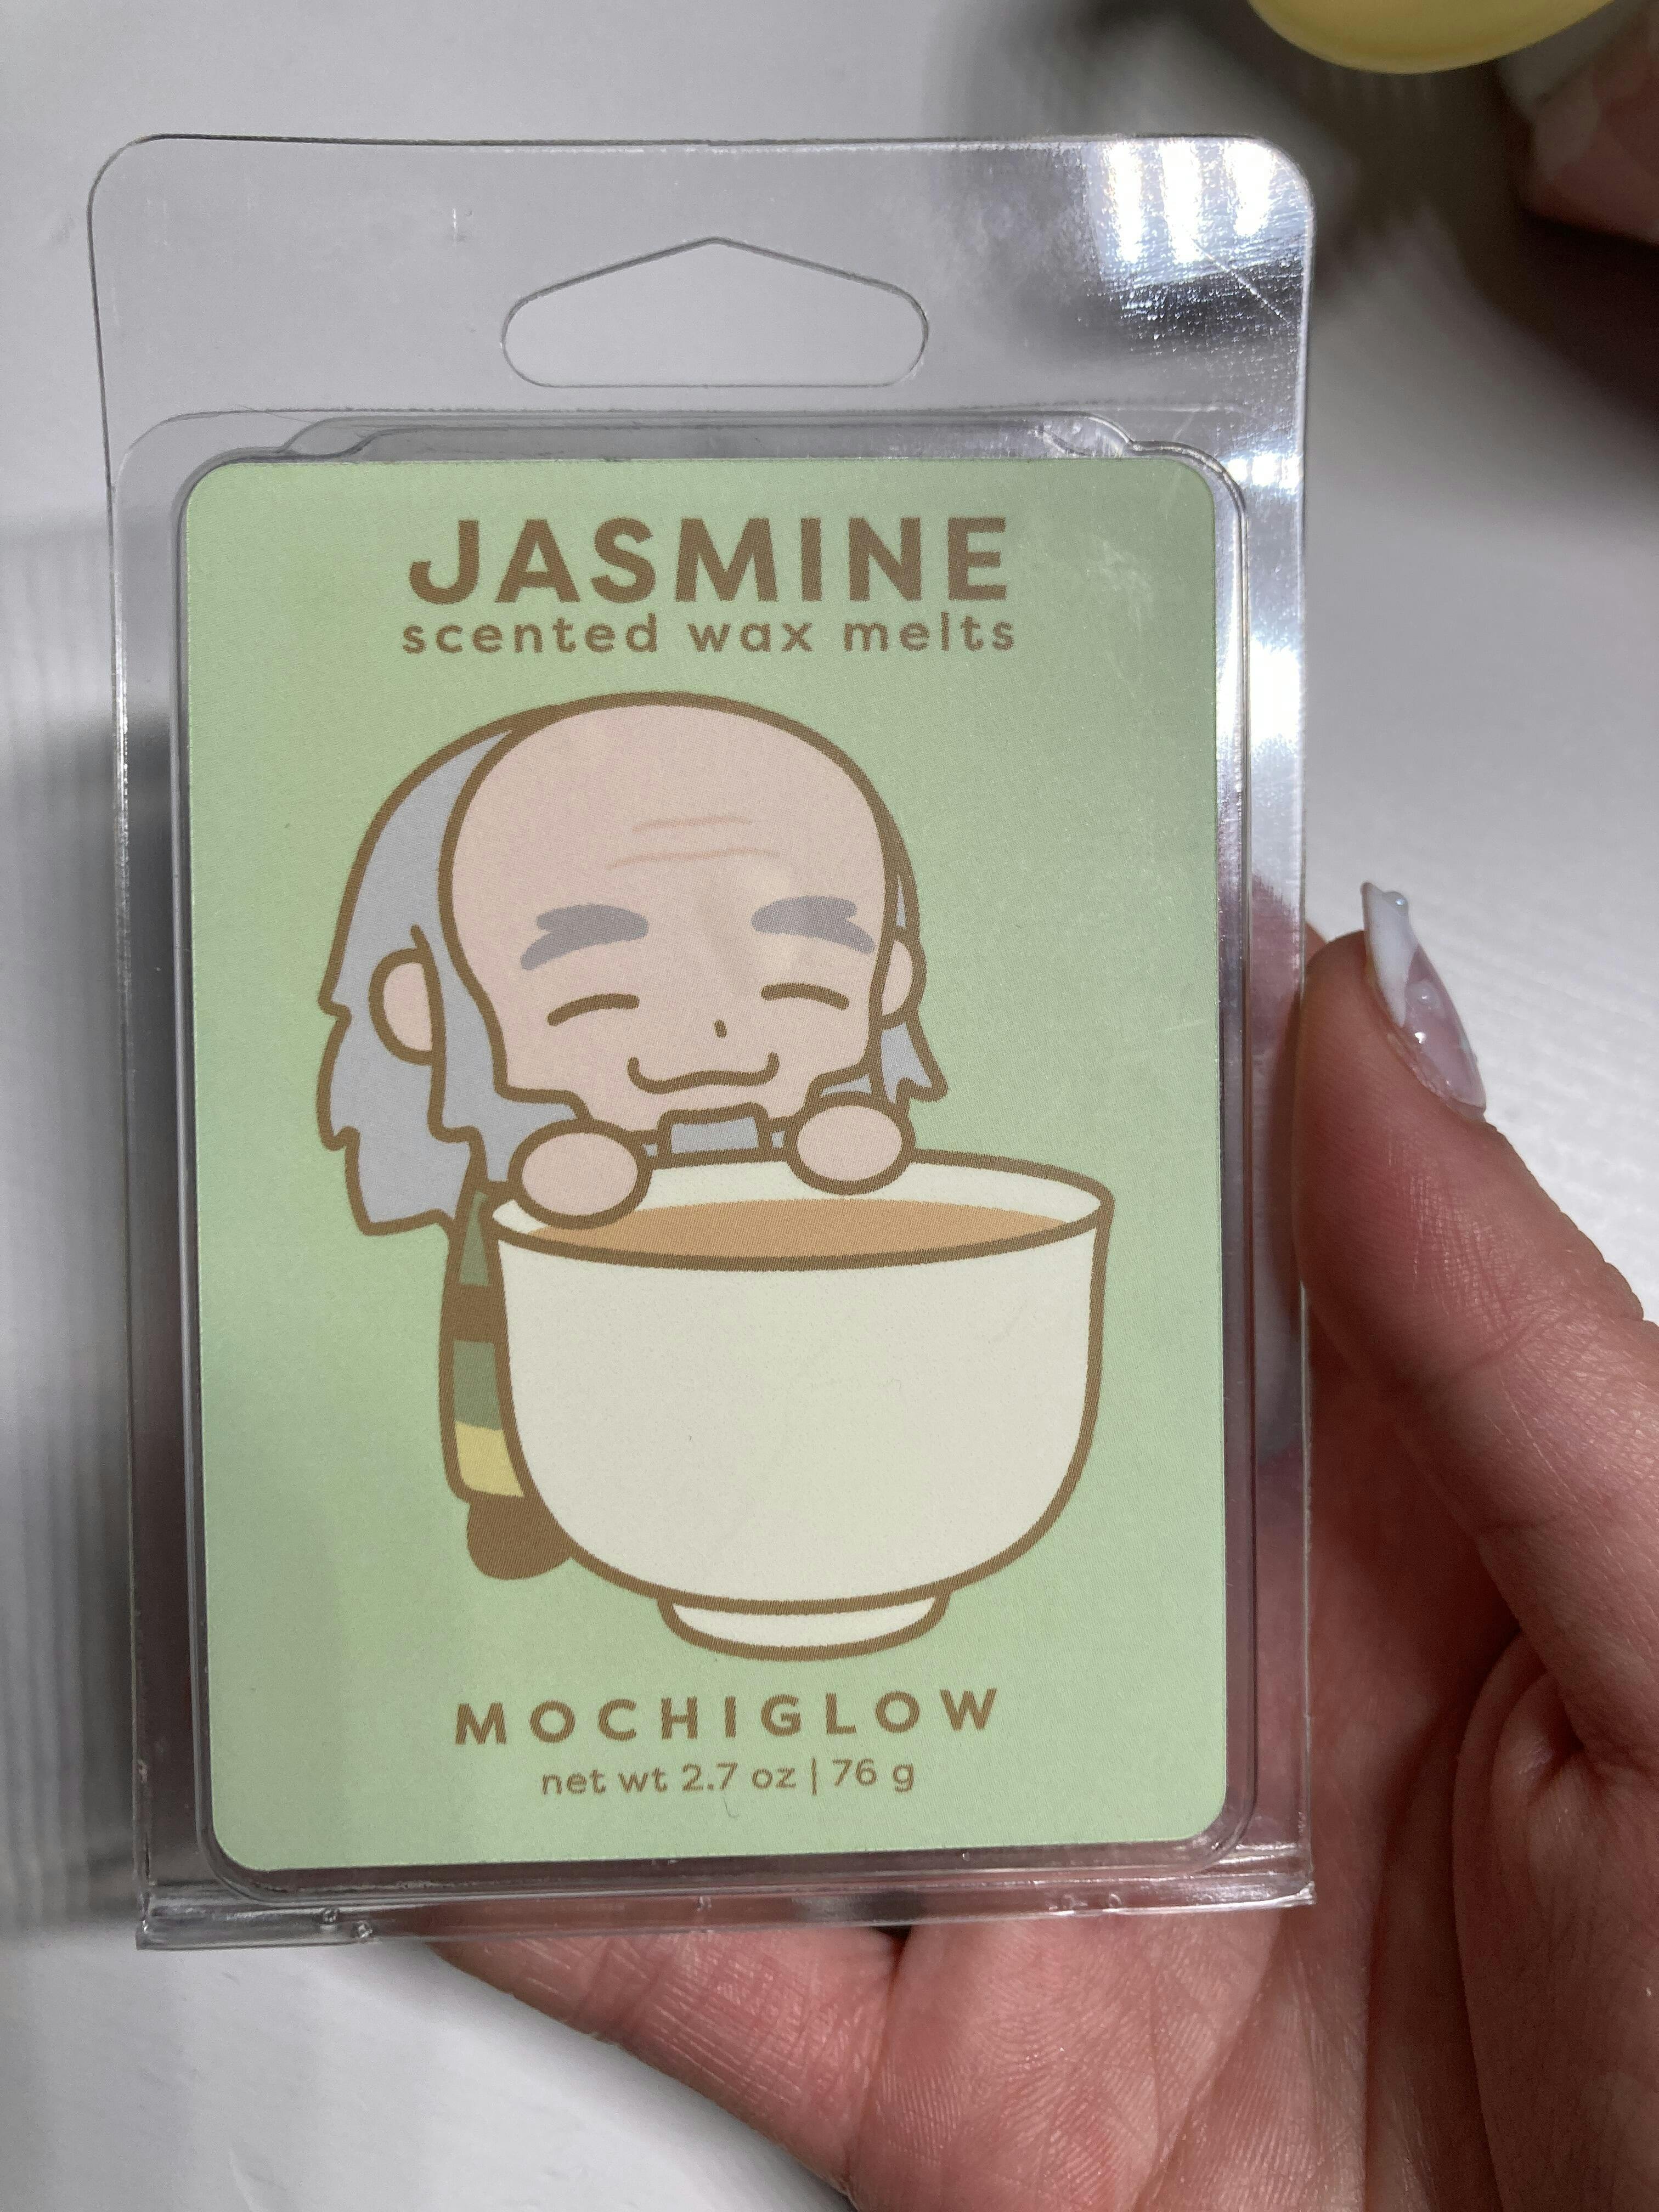 JASMINE
scented wax melts
MOCHIGLOW
net wt 2.7 oz | 76 g